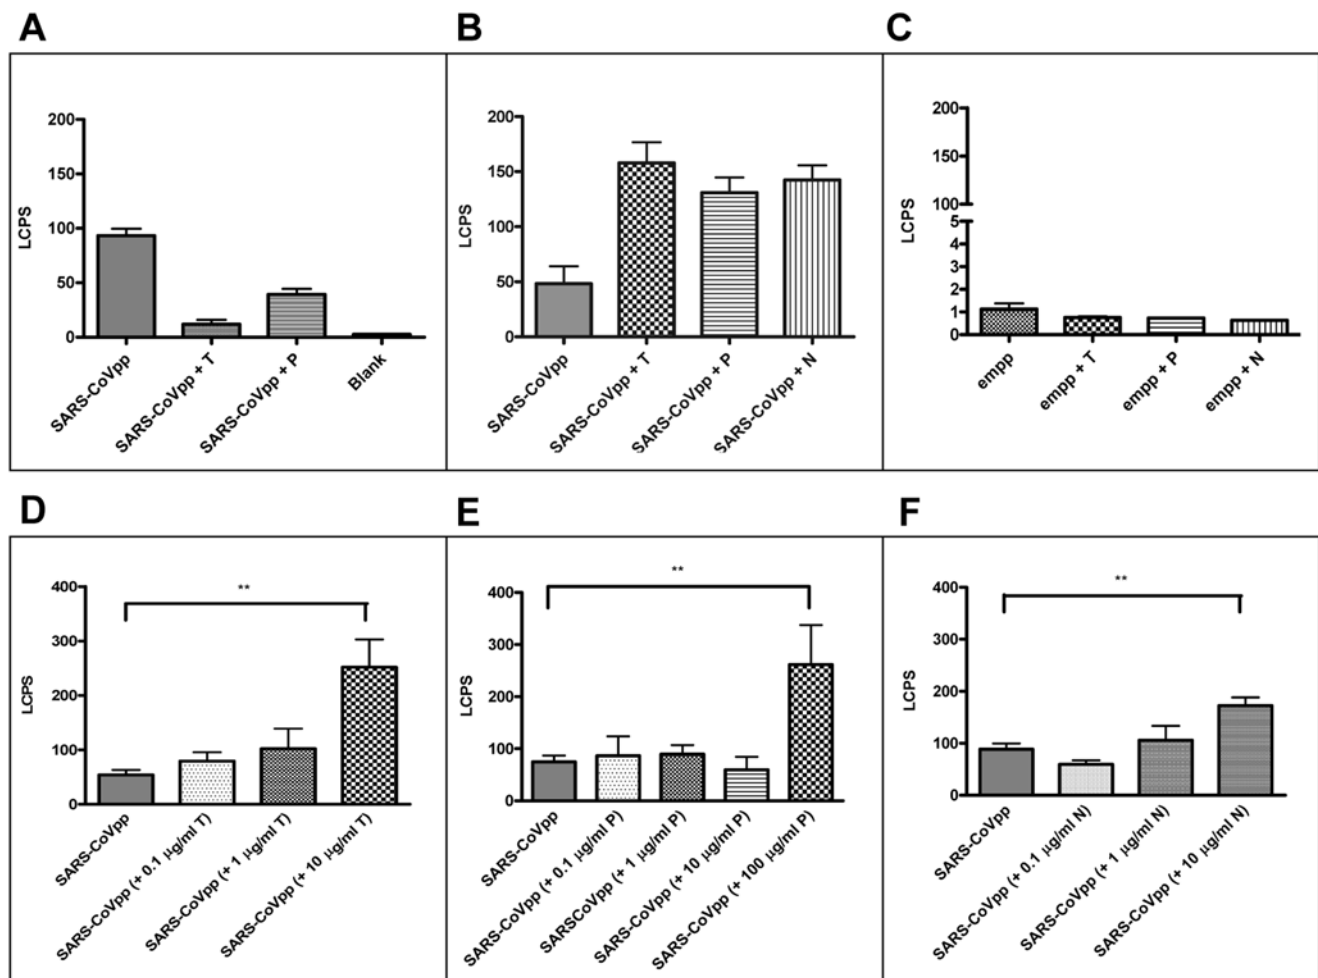 A
200
150
100
50
0
LCPS
SARS-CoVpp
SARS-CoVpp + T
SARS-CoVpp + P
Blank
B
200
150
100
50
0
LCPS
SARS-CoVpp
SARS-CoVpp + T
SARS-CoVpp + P
SARS-CoVpp + N
C
200
150
100
5
4
3
2
1
0
LCPS
empp
empp + T
empp + P
empp + N
D
400
300
200
100
0
LCPS
**
SARS-CoVpp
SARS-CoVpp (+ 0.1 µg/ml T)
SARS-CoVpp (+ 1 µg/ml T)
SARS-CoVpp (+ 10 µg/ml T)
E
400
300
200
100
0
LCPS
**
SARS-CoVpp
SARS-CoVpp (+ 0.1 µg/ml P)
SARSCoVpp (+ 1 µg/ml P)
SARS-CoVpp (+ 10 µg/ml P)
SARS-CoVpp (+ 100 µg/ml P)
F
400
300
200
100
0
LCPS
**
SARS-CoVpp
SARS-CoVpp (+ 0.1 µg/ml N)
SARS-CoVpp (+ 1 µg/ml N)
SARS-CoVpp (+ 10 µg/ml N)